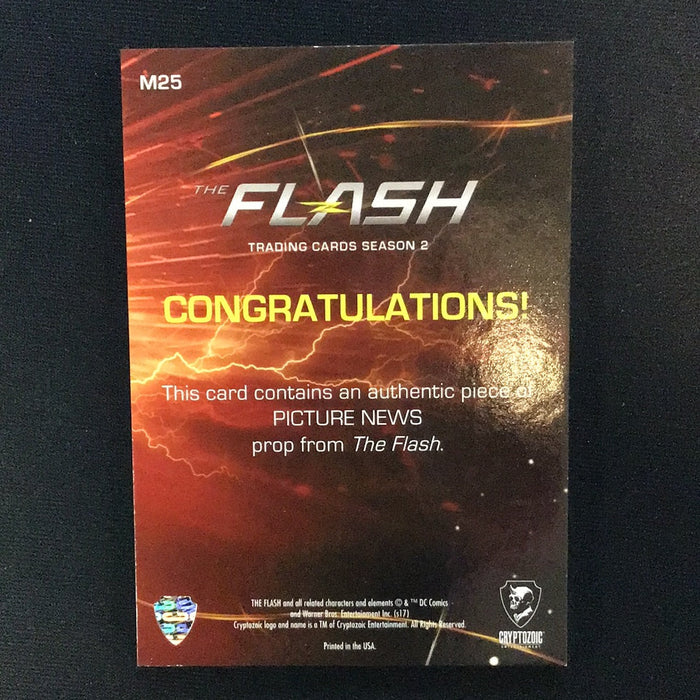 M25
THE
FLASH
TRADING CARDS SEASON 2
CONGRATULATIONS!
This card contains an authentic piece of
PICTURE NEWS
prop from The Flash.
THE FLASH and all related characters and elements © & ™ DC Comics
and Warner Bros. Entertainment Inc. (s17)
Cryptozoic logo and name is a TM of Cryptozoic Entertainment. All Rights Reserved.
Printed in the USA.
CRYPTOZOIC
ENTERTAINMENT